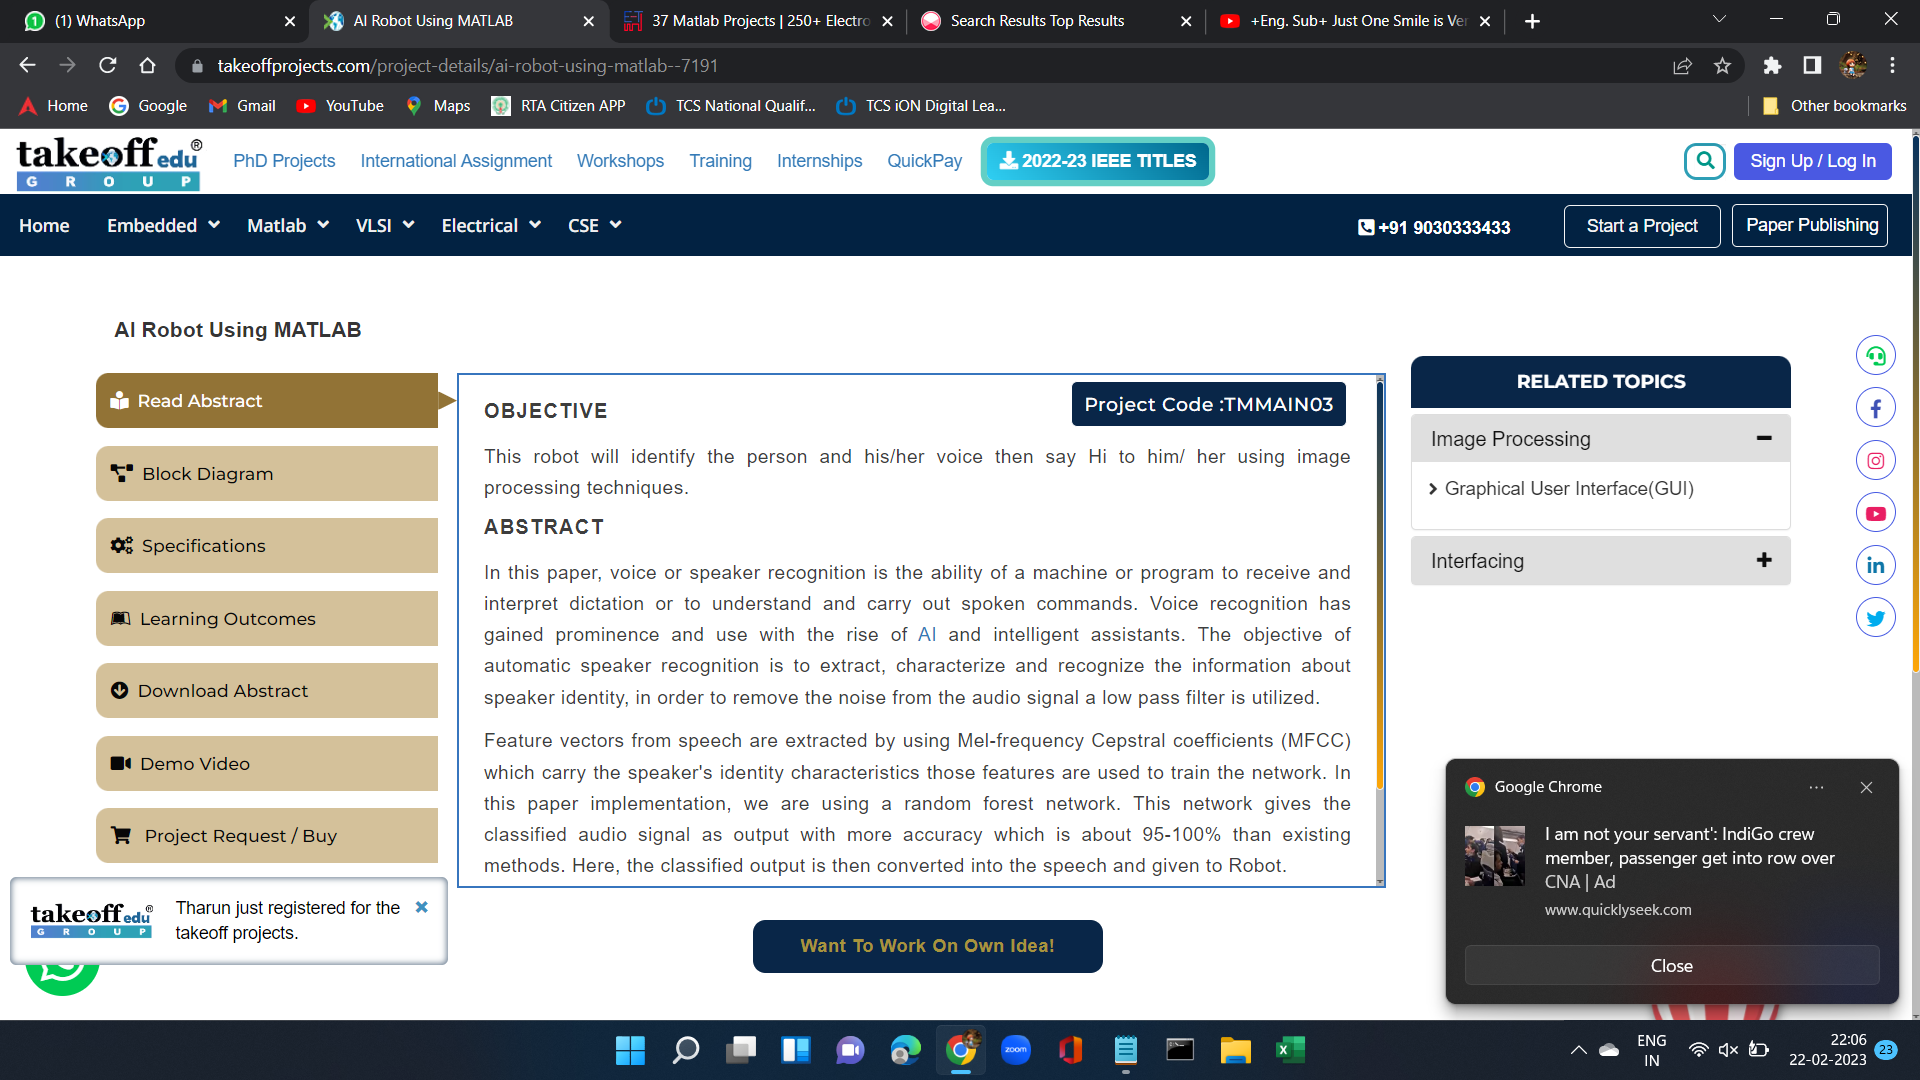 (1) WhatsApp
AI Robot Using MATLAB
37 Matlab Projects | 250+ Electro
Search Results Top Results
+Eng. Sub+ Just One Smile is Ver
takeoffprojects.com/project-details/ai-robot-using-matlab--7191
Home
Google
Gmail
YouTube
Maps
RTA Citizen APP
TCS National Qualif...
TCS iON Digital Lea...
Other bookmarks
takeoff edu®
GROUP
PhD Projects
International Assignment
Workshops
Training
Internships
QuickPay
2022-23 IEEE TITLES
Sign Up / Log In
Home
Embedded
Matlab
VLSI
Electrical
CSE
+91 9030333433
Start a Project
Paper Publishing
AI Robot Using MATLAB
Read Abstract
Block Diagram
Specifications
Learning Outcomes
Download Abstract
Demo Video
Project Request / Buy
Project Code :TMMAIN03
OBJECTIVE
This robot will identify the person and his/her voice then say Hi to him/ her using image
processing techniques.
ABSTRACT
In this paper, voice or speaker recognition is the ability of a machine or program to receive and
interpret dictation or to understand and carry out spoken commands. Voice recognition has
gained prominence and use with the rise of AI and intelligent assistants. The objective of
automatic speaker recognition is to extract, characterize and recognize the information about
speaker identity, in order to remove the noise from the audio signal a low pass filter is utilized.
Feature vectors from speech are extracted by using Mel-frequency Cepstral coefficients (MFCC)
which carry the speaker's identity characteristics those features are used to train the network. In
this paper implementation, we are using a random forest network. This network gives the
classified audio signal as output with more accuracy which is about 95-100% than existing
methods. Here, the classified output is then converted into the speech and given to Robot.
Want To Work On Own Idea!
RELATED TOPICS
Image Processing
Graphical User Interface(GUI)
Interfacing
takeoff edu®
GROUP
Tharun just registered for the
takeoff projects.
Google Chrome
I am not your servant': IndiGo crew
member, passenger get into row over
CNA | Ad
www.quicklyseek.com
Close
zoom
ENG
IN
22:06
22-02-2023
23